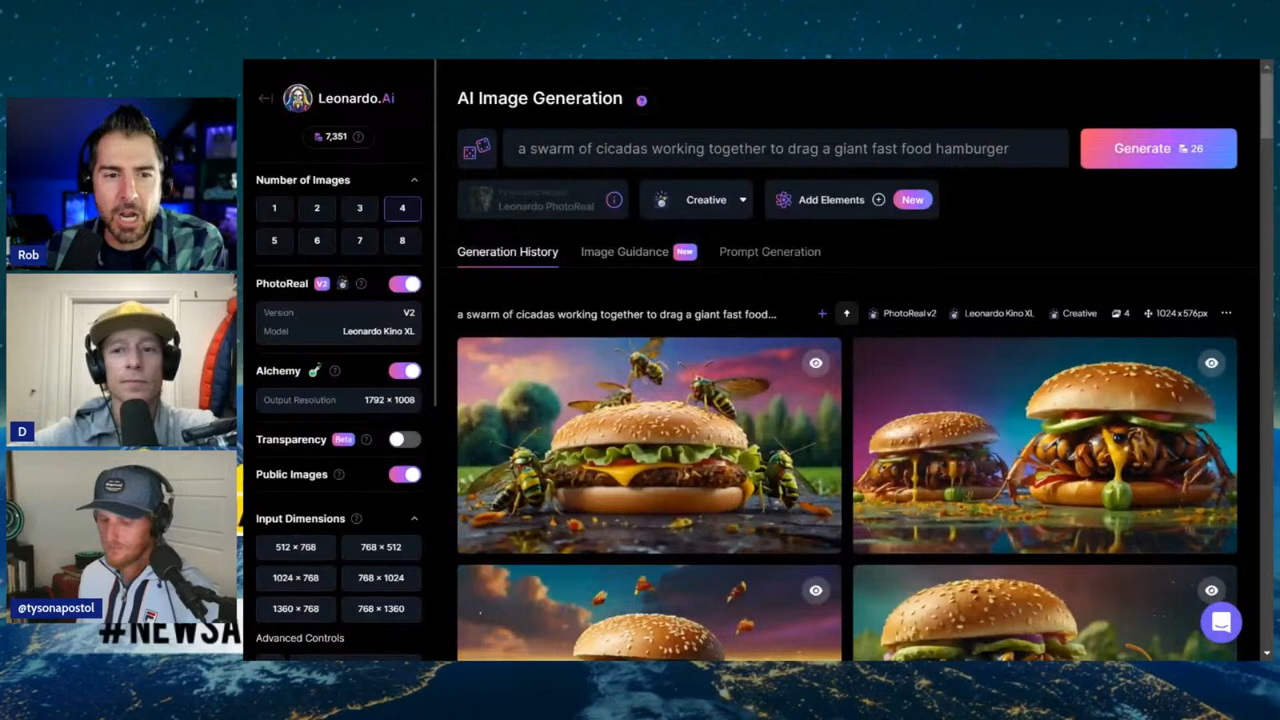 Rob
D
@tysonapostol
#NEWSA
Leonardo.Ai
7,351
Number of Images
1 2 3 4
5 6 7 8
PhotoReal V2
Version V2
Model Leonardo Kino XL
Alchemy
Output Resolution 1792 × 1008
Transparency Beta
Public Images
Input Dimensions
512 × 768 768 × 512
1024 × 768 768 × 1024
1360 × 768 768 × 1360
Advanced Controls
AI Image Generation
a swarm of cicadas working together to drag a giant fast food hamburger
Generate 26
Leonardo PhotoReal
Creative
Add Elements New
Generation History Image Guidance New Prompt Generation
a swarm of cicadas working together to drag a giant fast food...
PhotoReal v2 Leonardo Kino XL Creative 4 1024 x 576px